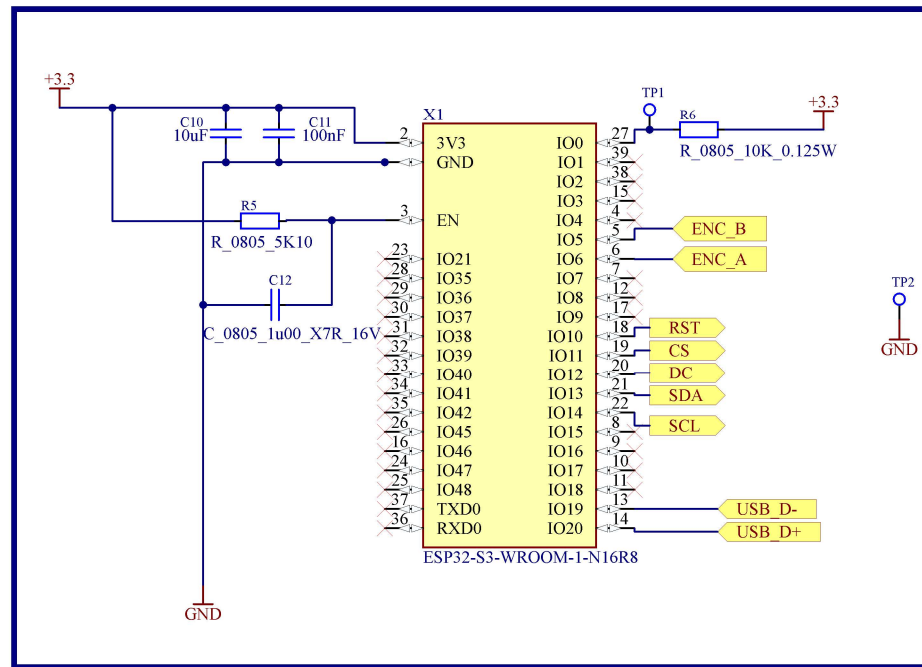 +3.3
C10
10uF
C11
100nF
R5
R_0805_5K10
C12
C_0805_1u00_X7R_16V
GND
X1
2 3V3
GND
3 EN
23 IO21
28 IO35
29 IO36
30 IO37
31 IO38
32 IO39
33 IO40
34 IO41
35 IO42
26 IO45
16 IO46
24 IO47
25 IO48
37 TXD0
36 RXD0
IO0 27
IO1 39
IO2 38
IO3 15
IO4 4
IO5 5
IO6 6
IO7 7
IO8 12
IO9 17
IO10 18
IO11 19
IO12 20
IO13 21
IO14 22
IO15 8
IO16 9
IO17 10
IO18 11
IO19 13
IO20 14
ESP32-S3-WROOM-1-N16R8
TP1
R6
+3.3
R_0805_10K_0.125W
ENC_B
ENC_A
RST
CS
DC
SDA
SCL
USB_D-
USB_D+
TP2
GND